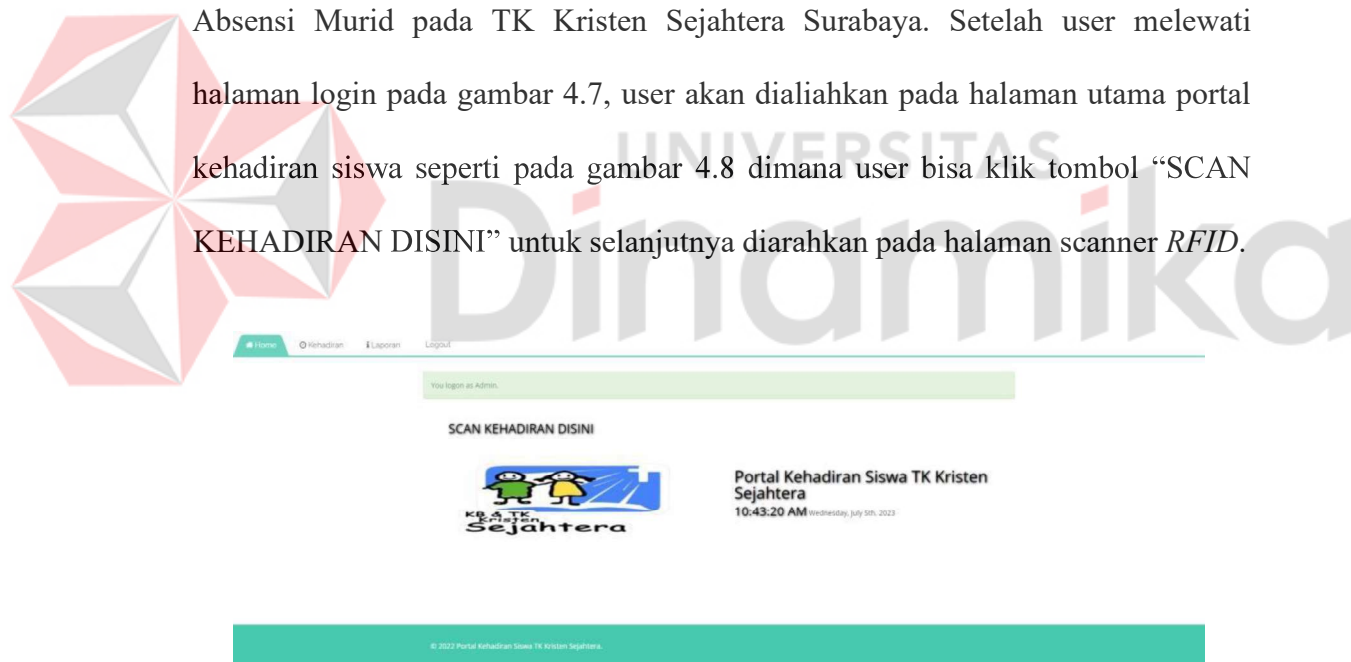 Absensi Murid pada TK Kristen Sejahtera Surabaya. Setelah user melewati
halaman login pada gambar 4.7, user akan dialiahkan pada halaman utama portal
UNIVERSITAS
kehadiran siswa seperti pada gambar 4.8 dimana user bisa klik tombol “SCAN
Dinamika
KEHADIRAN DISINI” untuk selanjutnya diarahkan pada halaman scanner RFID.
Home Kehadiran Laporan Logout
You logon as Admin.
SCAN KEHADIRAN DISINI
KB & TK
Kristen
Sejahtera
Portal Kehadiran Siswa TK Kristen
Sejahtera
10:43:20 AM Wednesday, July 5th, 2023
© 2022 Portal Kehadiran Siswa TK Kristen Sejahtera.